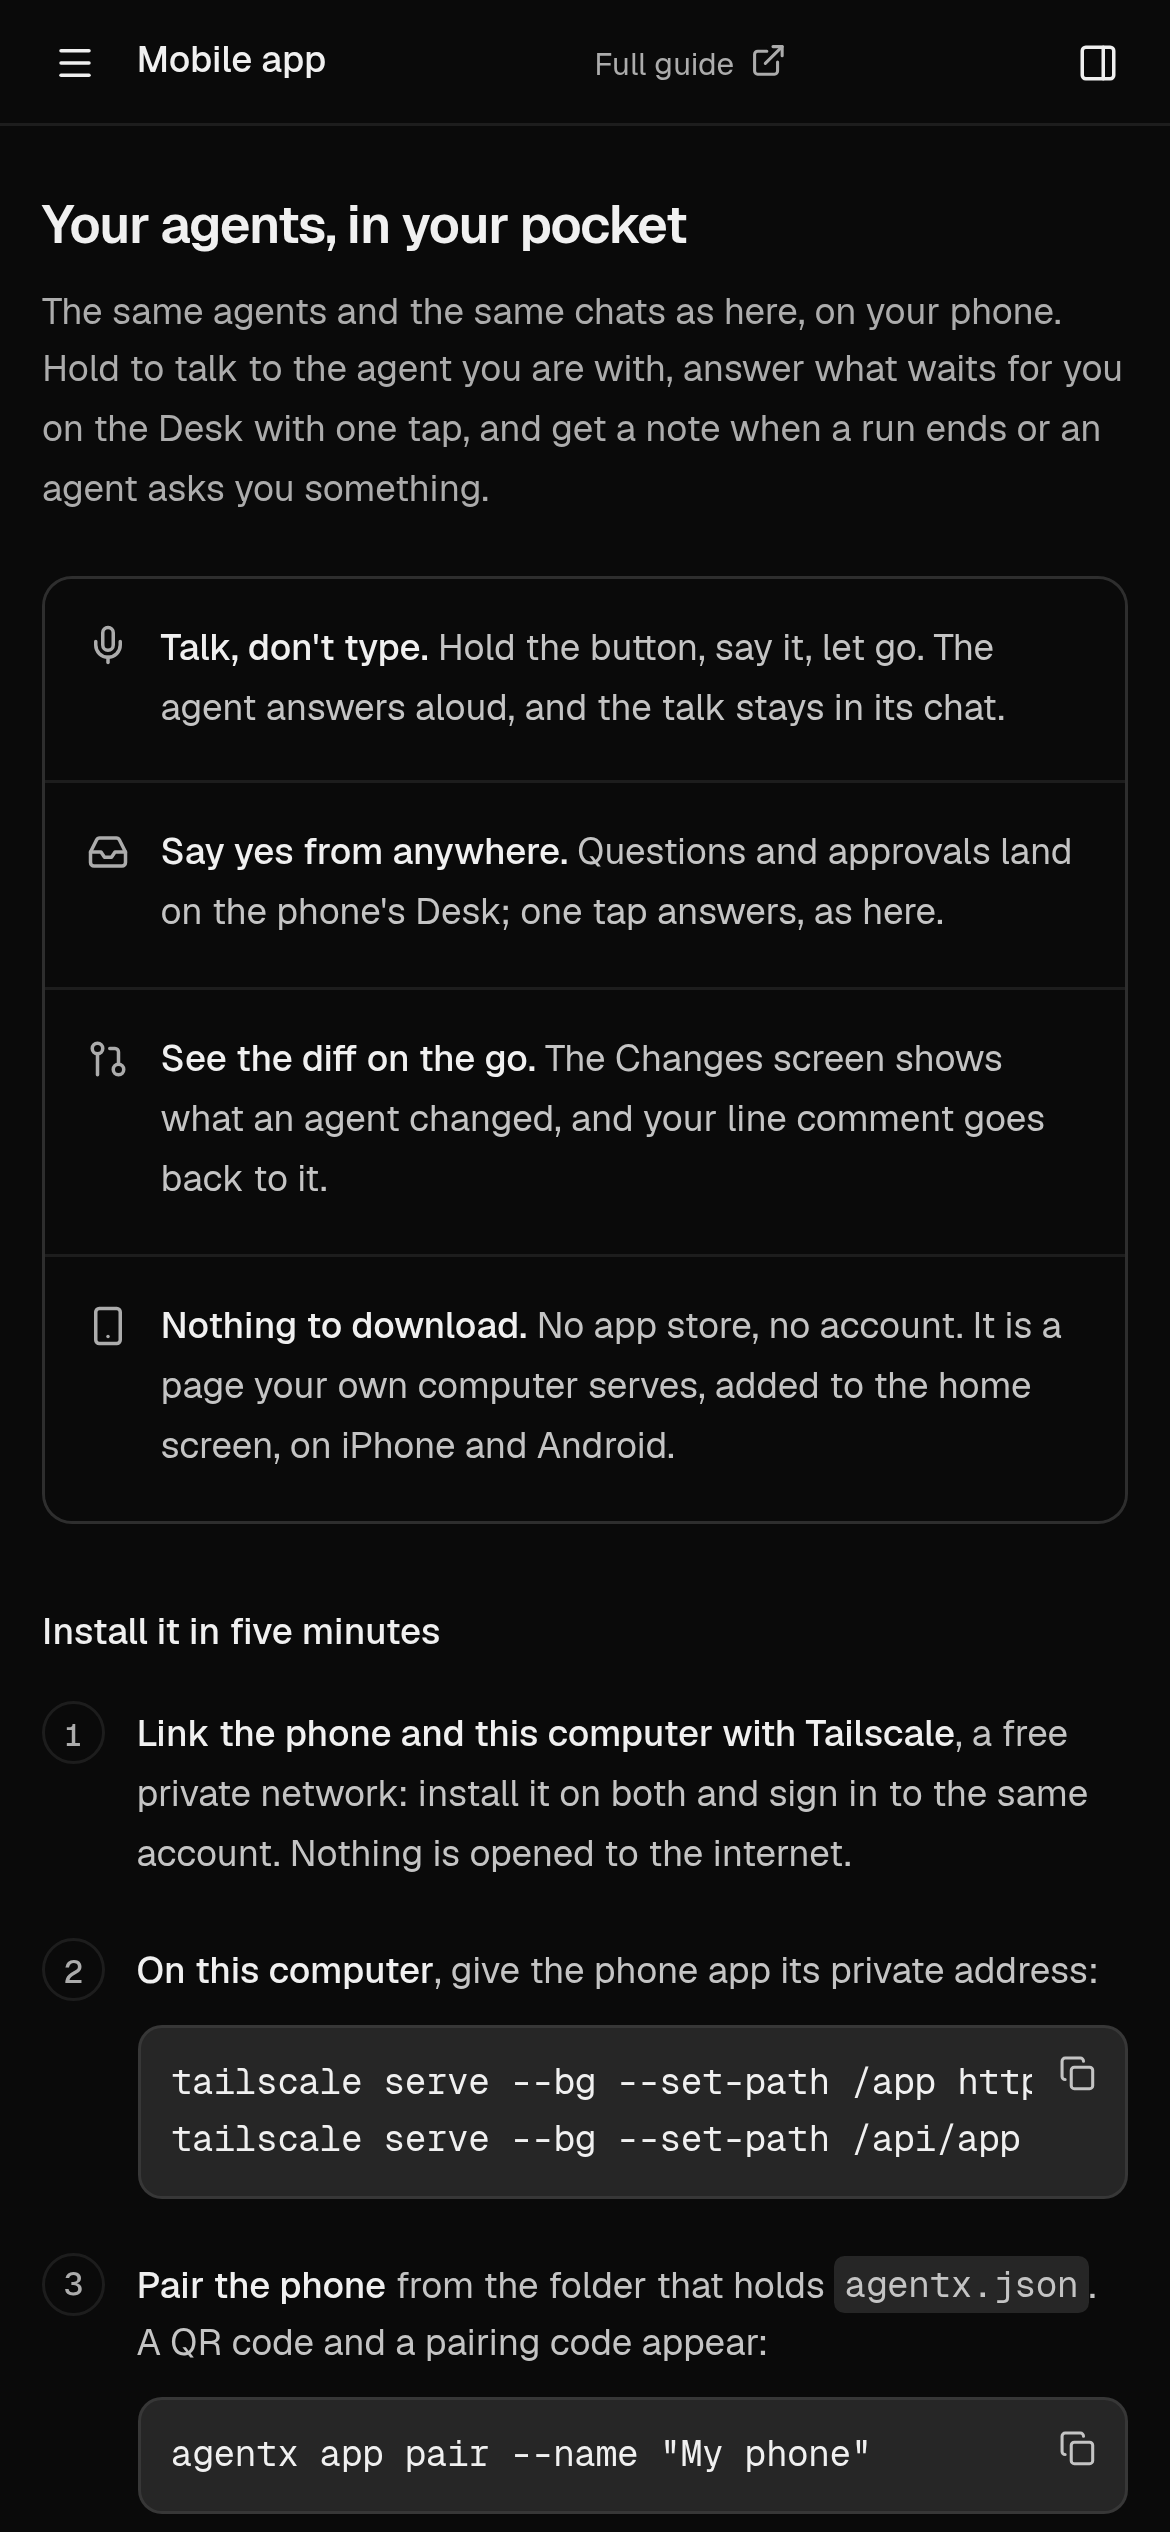 Mobile app
Full guide
Your agents, in your pocket
The same agents and the same chats as here, on your phone.
Hold to talk to the agent you are with, answer what waits for you
on the Desk with one tap, and get a note when a run ends or an
agent asks you something.
Talk, don't type. Hold the button, say it, let go. The
agent answers aloud, and the talk stays in its chat.
Say yes from anywhere. Questions and approvals land
on the phone's Desk; one tap answers, as here.
See the diff on the go. The Changes screen shows
what an agent changed, and your line comment goes
back to it.
Nothing to download. No app store, no account. It is a
page your own computer serves, added to the home
screen, on iPhone and Android.
Install it in five minutes
1 Link the phone and this computer with Tailscale, a free
private network: install it on both and sign in to the same
account. Nothing is opened to the internet.
2 On this computer, give the phone app its private address:
tailscale serve --bg --set-path /app http
tailscale serve --bg --set-path /api/app
3 Pair the phone from the folder that holds agentx.json.
A QR code and a pairing code appear:
agentx app pair --name "My phone"